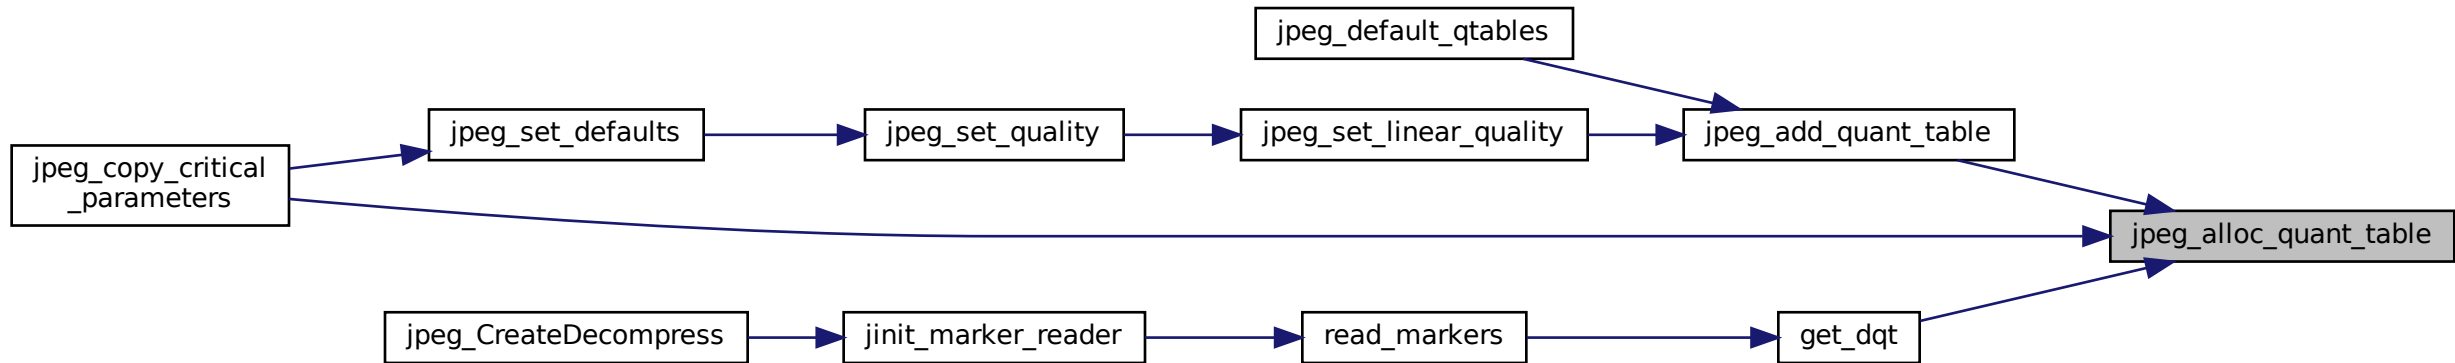 jpeg_default_qtables
jpeg_set_defaults
jpeg_set_quality
jpeg_set_linear_quality
jpeg_add_quant_table
jpeg_copy_critical
_parameters
jpeg_alloc_quant_table
jpeg_CreateDecompress
jinit_marker_reader
read_markers
get_dqt